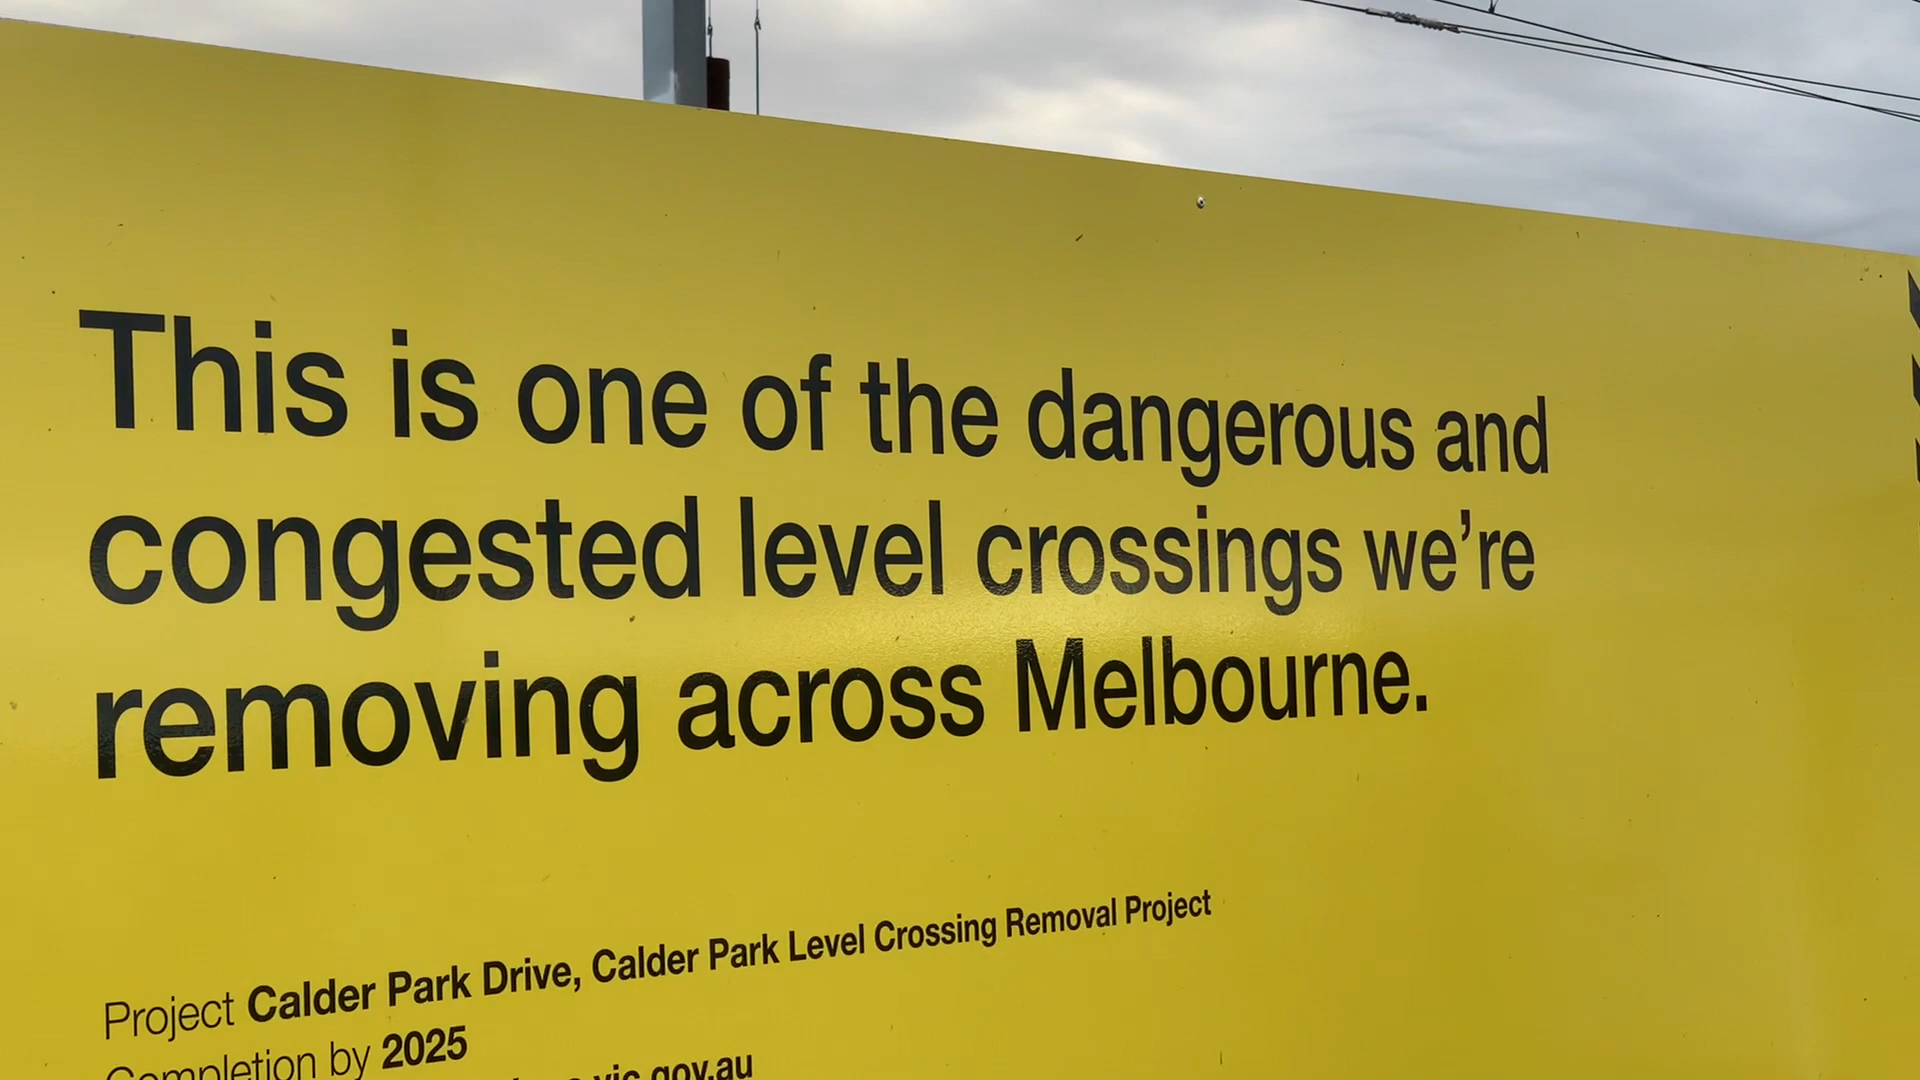 This is one of the dangerous and
congested level crossings we’re
removing across Melbourne.
Project Calder Park Drive, Calder Park Level Crossing Removal Project
Completion by 2025
vic.gov.au